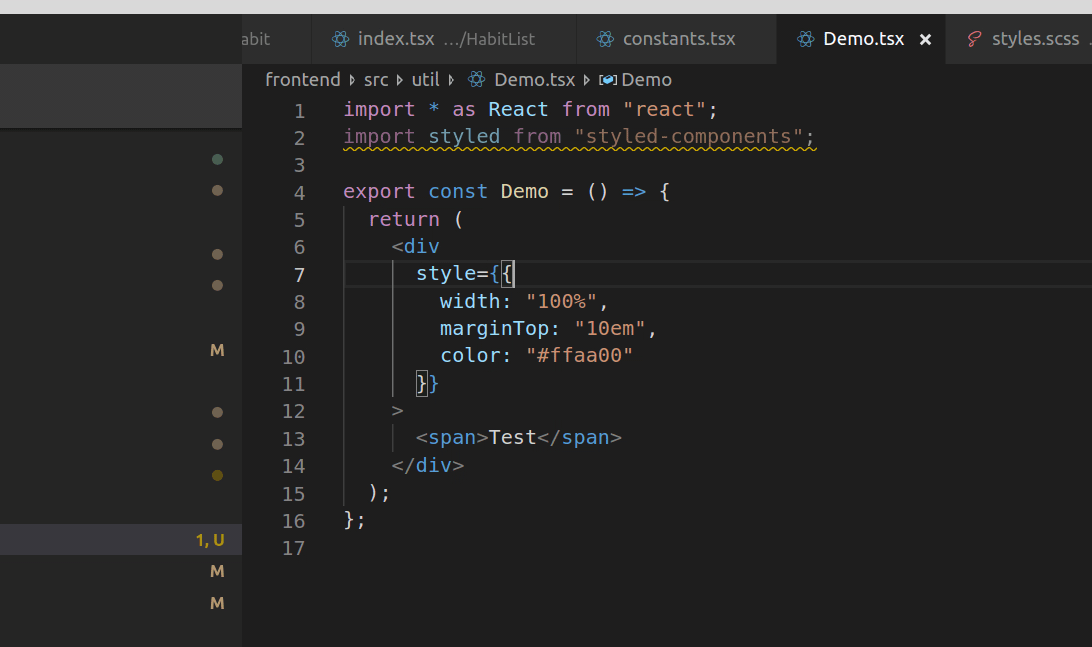 abit index.tsx .../HabitList constants.tsx Demo.tsx styles.scss
frontend src util Demo.tsx Demo
1 import * as React from "react";
2 import styled from "styled-components";
3
4 export const Demo = () => {
5 return (
6 <div
7 style={{
8 width: "100%",
M 9 marginTop: "10em",
10 color: "#ffaa00"
11 }}
12 >
13 <span>Test</span>
14 </div>
15 );
1, U 16 };
M 17
M